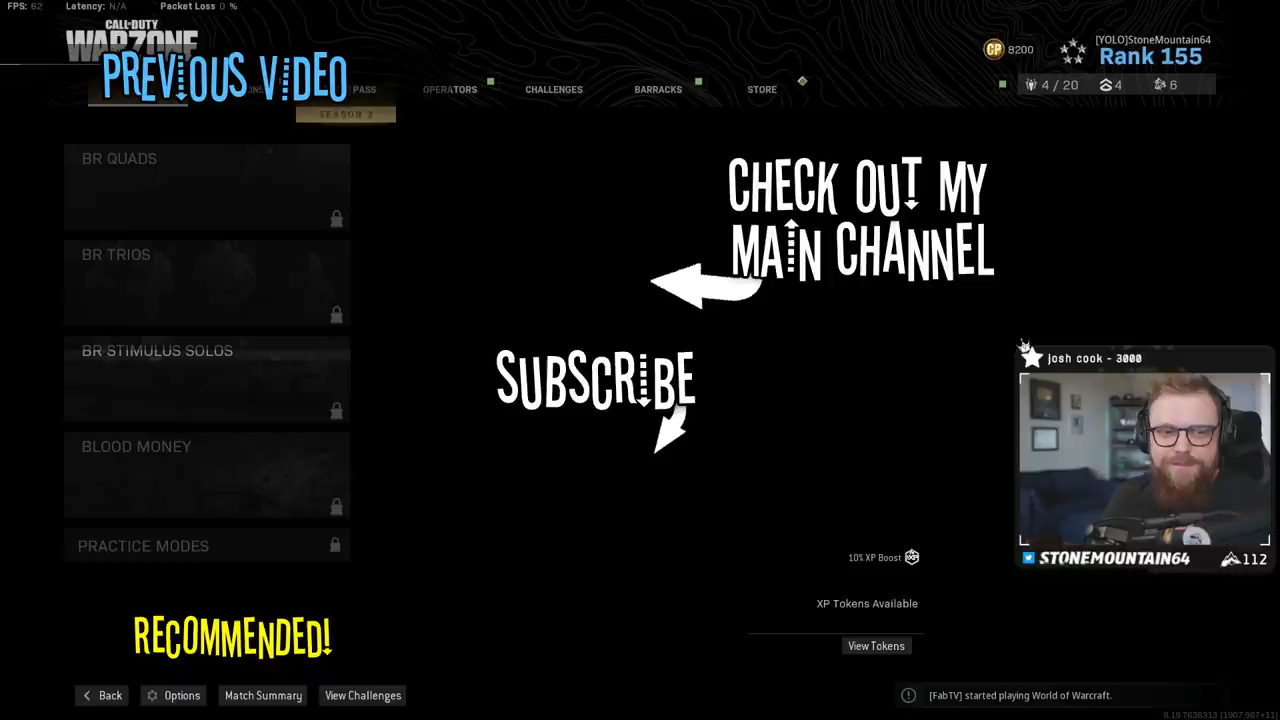 FPS: 62 Latency: N/A Packet Loss 0 %
CALL·DUTY
WARZONE
PREVIOUS VIDEO
PASS
OPERATORS
CHALLENGES
BARRACKS
STORE
SEASON 3
CP 8200
[YOLO]StoneMountain64
Rank 155
4 / 20
4
6
BR QUADS
BR TRIOS
BR STIMULUS SOLOS
BLOOD MONEY
PRACTICE MODES
CHECK OUT MY
MAIN CHANNEL
SUBSCRIBE
josh cook - 3000
STONEMOUNTAIN64
112
10% XP Boost
XP Tokens Available
View Tokens
RECOMMENDED!
Back
Options
Match Summary
View Challenges
[FabTV] started playing World of Warcraft.